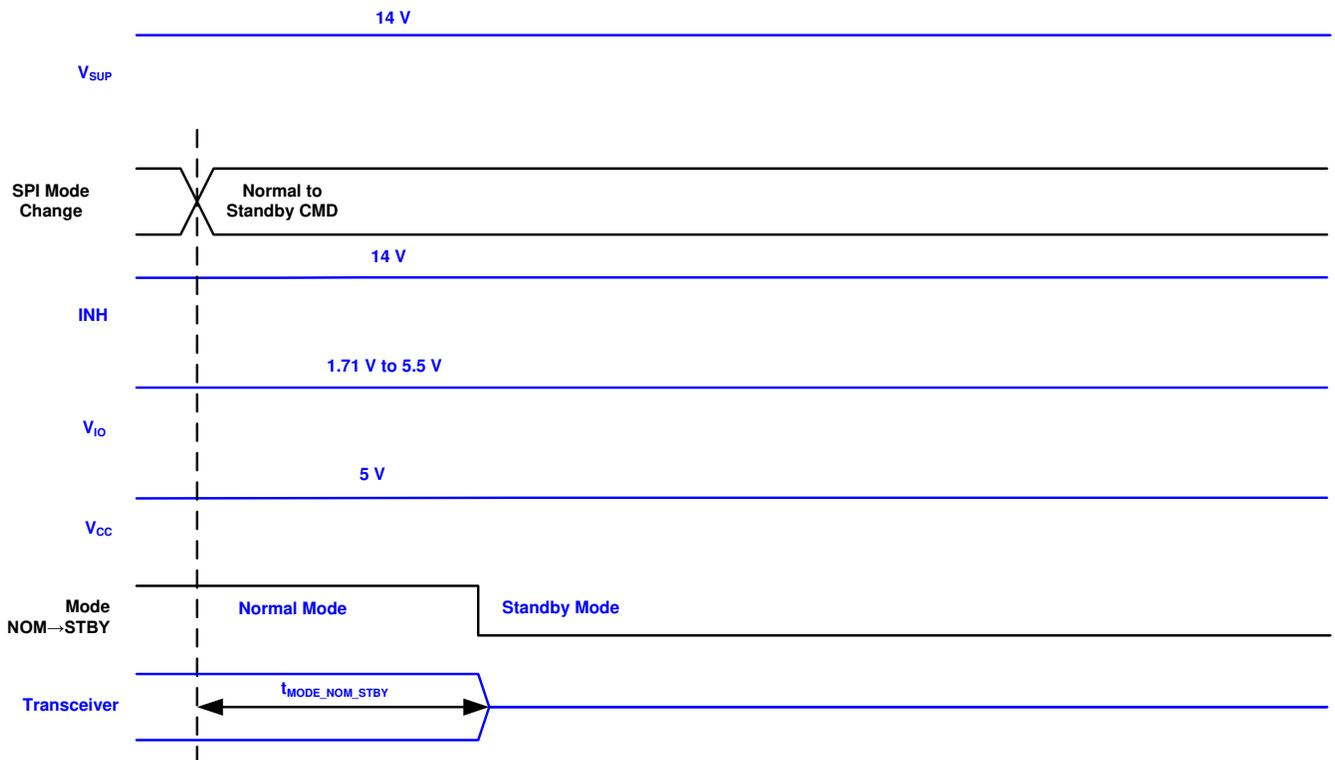 14 V
VSUP
SPI Mode
Change
Normal to
Standby CMD
14 V
INH
1.71 V to 5.5 V
VIO
5 V
VCC
Mode
NOM→STBY
Normal Mode
Standby Mode
Transceiver
tMODE_NOM_STBY